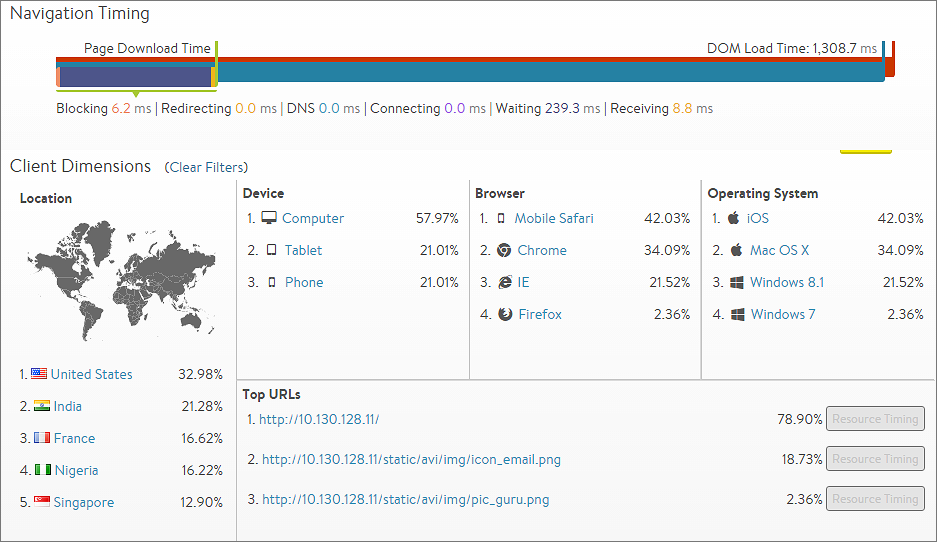 Navigation Timing
Page Download Time
DOM Load Time: 1,308.7 ms
Blocking 6.2 ms | Redirecting 0.0 ms | DNS 0.0 ms | Connecting 0.0 ms | Waiting 239.3 ms | Receiving 8.8 ms
Client Dimensions (Clear Filters)
Location
1. United States 32.98%
2. India 21.28%
3. France 16.62%
4. Nigeria 16.22%
5. Singapore 12.90%
Device
1. Computer 57.97%
2. Tablet 21.01%
3. Phone 21.01%
Browser
1. Mobile Safari 42.03%
2. Chrome 34.09%
3. IE 21.52%
4. Firefox 2.36%
Operating System
1. iOS 42.03%
2. Mac OS X 34.09%
3. Windows 8.1 21.52%
4. Windows 7 2.36%
Top URLs
1. http://10.130.128.11/ 78.90% Resource Timing
2. http://10.130.128.11/static/avi/img/icon_email.png 18.73% Resource Timing
3. http://10.130.128.11/static/avi/img/pic_guru.png 2.36% Resource Timing